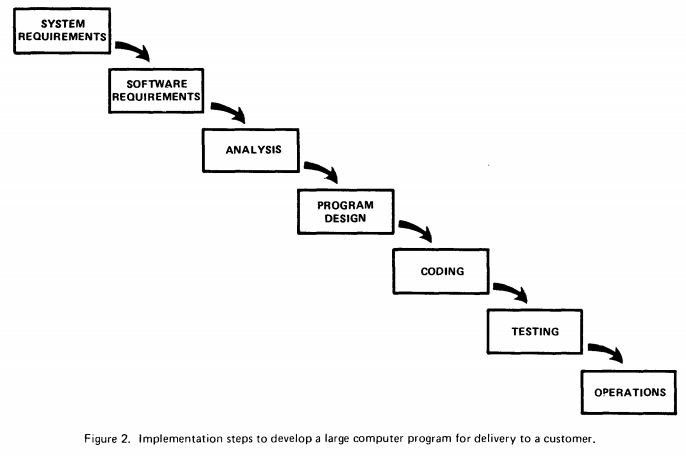 SYSTEM
REQUIREMENTS
SOFTWARE
REQUIREMENTS
ANALYSIS
PROGRAM
DESIGN
CODING
TESTING
OPERATIONS
Figure 2. Implementation steps to develop a large computer program for delivery to a customer.